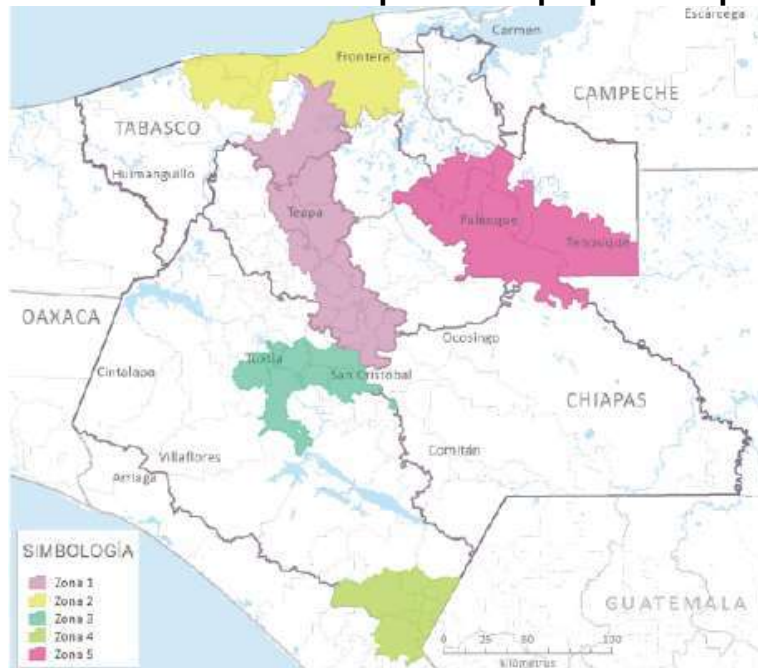 Escárcega
Carmen
Frontera
CAMPECHE
TABASCO
Huimanguillo
Teapa
Palenque
Tenosique
OAXACA
Ocosingo
Tuxtla
Cintalapa
San Cristobal
CHIAPAS
Comitán
Villaflores
Arriaga
SIMBOLOGÍA
Zona 1
Zona 2
Zona 3
Zona 4
Zona 5
GUATEMALA
0 25 50 100
kilómetros